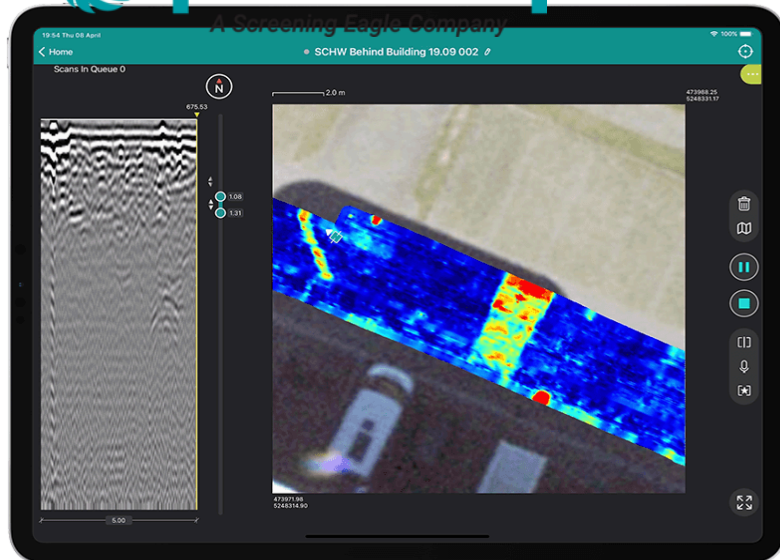 A Screening Eagle Company
19:54 Thu 08 April
100%
Home
SCHW Behind Building 19.09 002
Scans In Queue 0
N
675.53
2.0 m
473988.25
5248331.17
1.08
1.31
473971.96
5248314.90
5.00